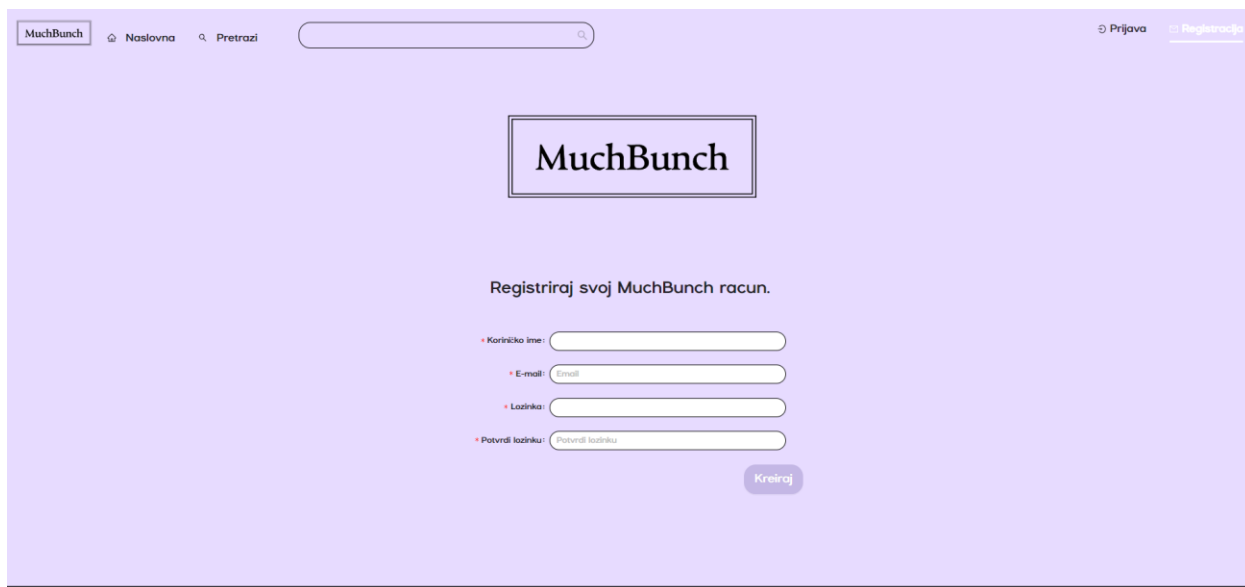 MuchBunch Naslovna Pretrazi Prijava Registracija
MuchBunch
Registriraj svoj MuchBunch racun.
* Koriničko ime:
* E-mail: Email
* Lozinka:
* Potvrdi lozinku: Potvrdi lozinku
Kreiraj